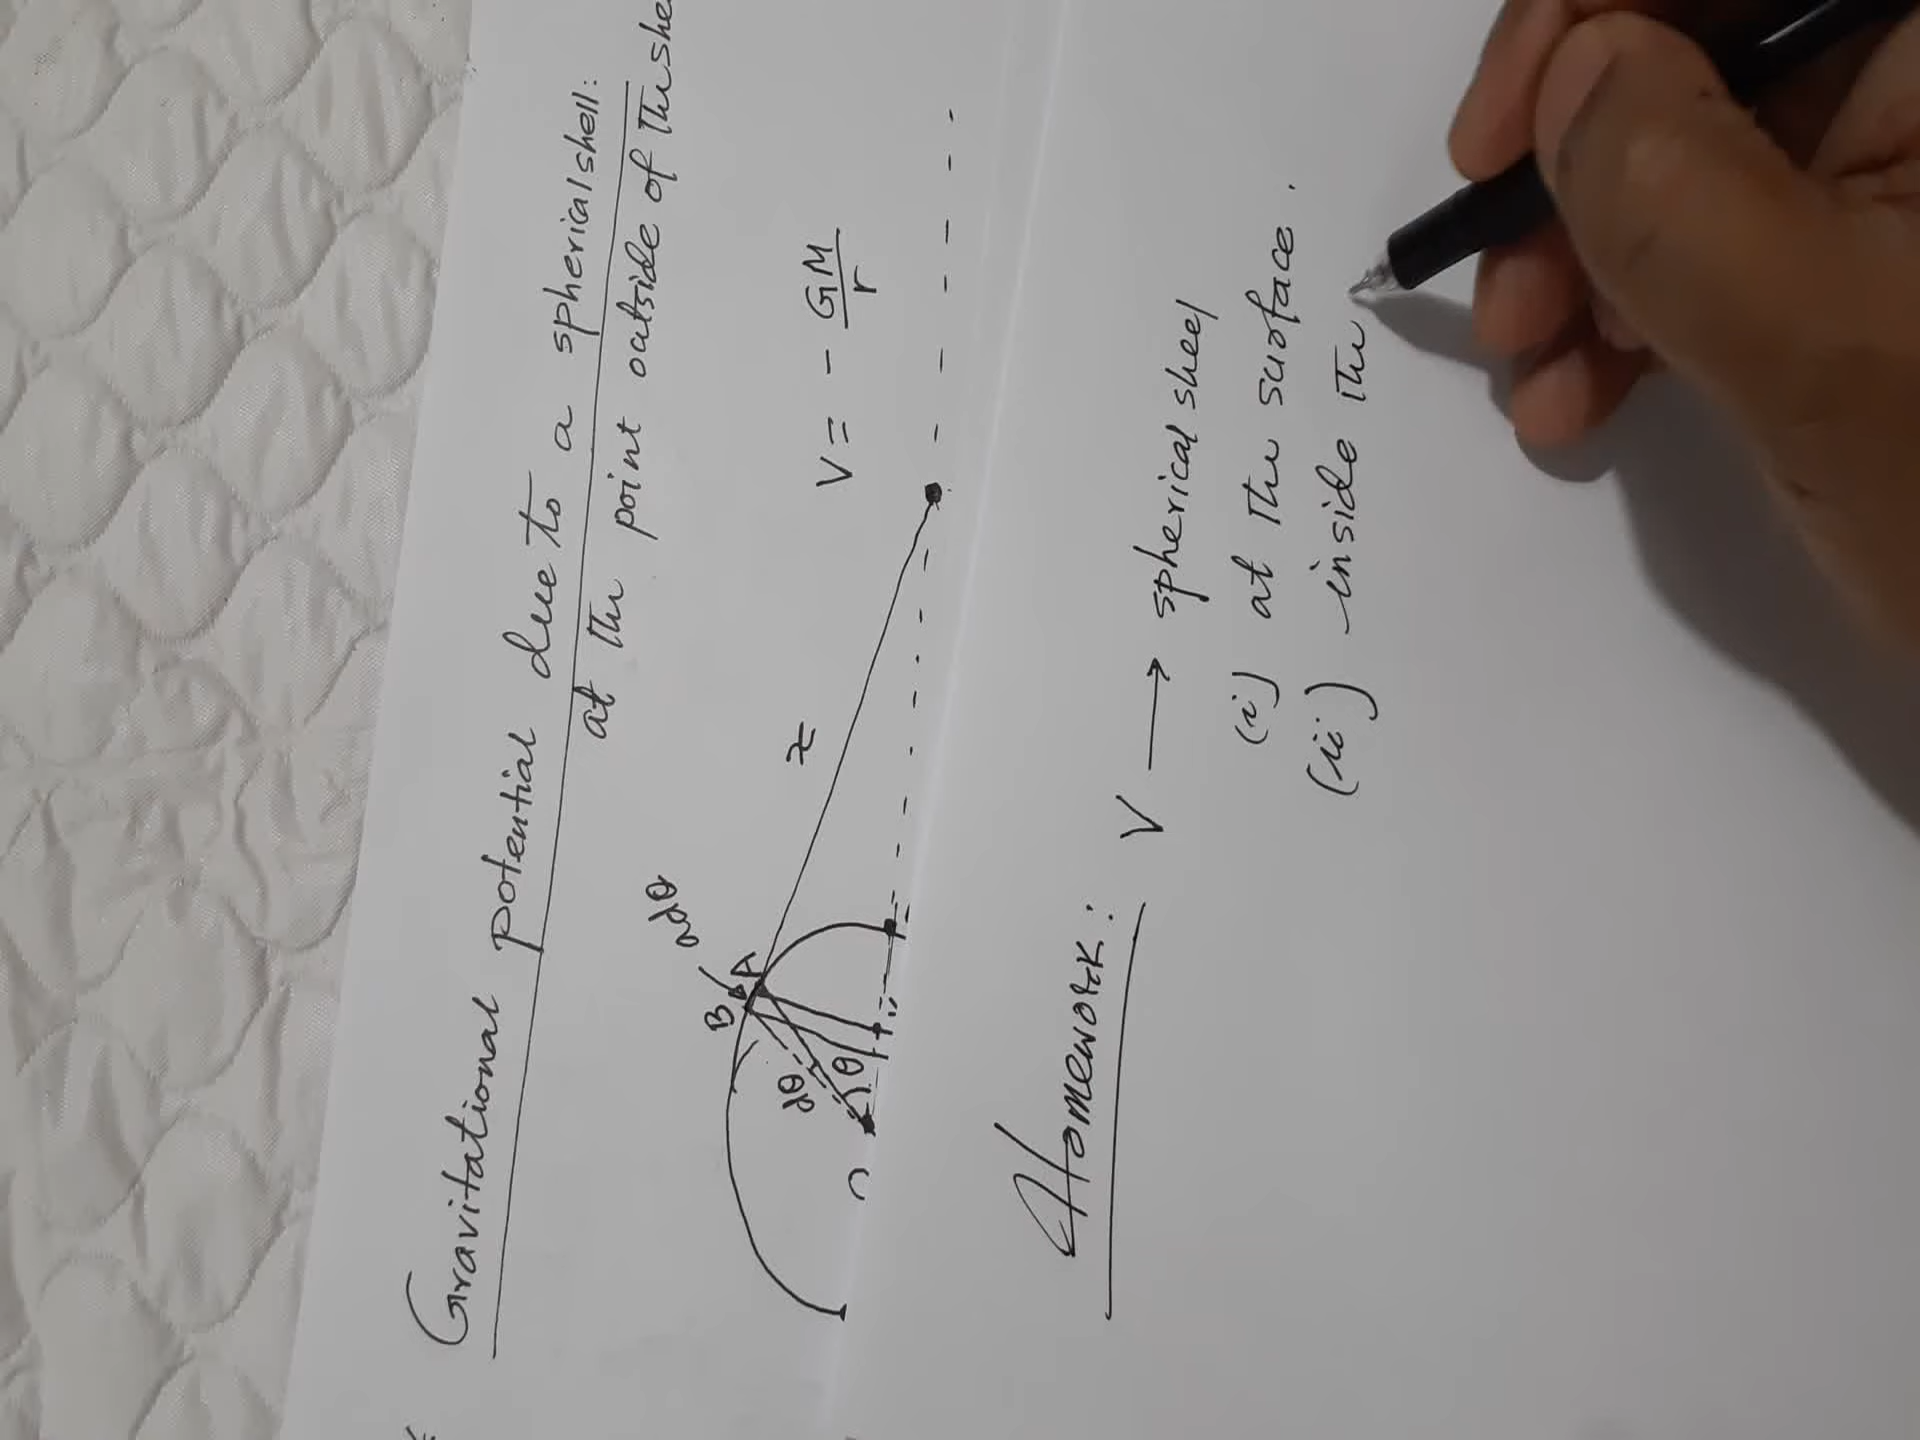 Gravitational potential due to a spherical shell:
at the point outside of the she
V = - GM/r
x
adθ
B A
dθ
θ
Homework:
V → spherical sheel
(i) at the surface.
(ii) inside the